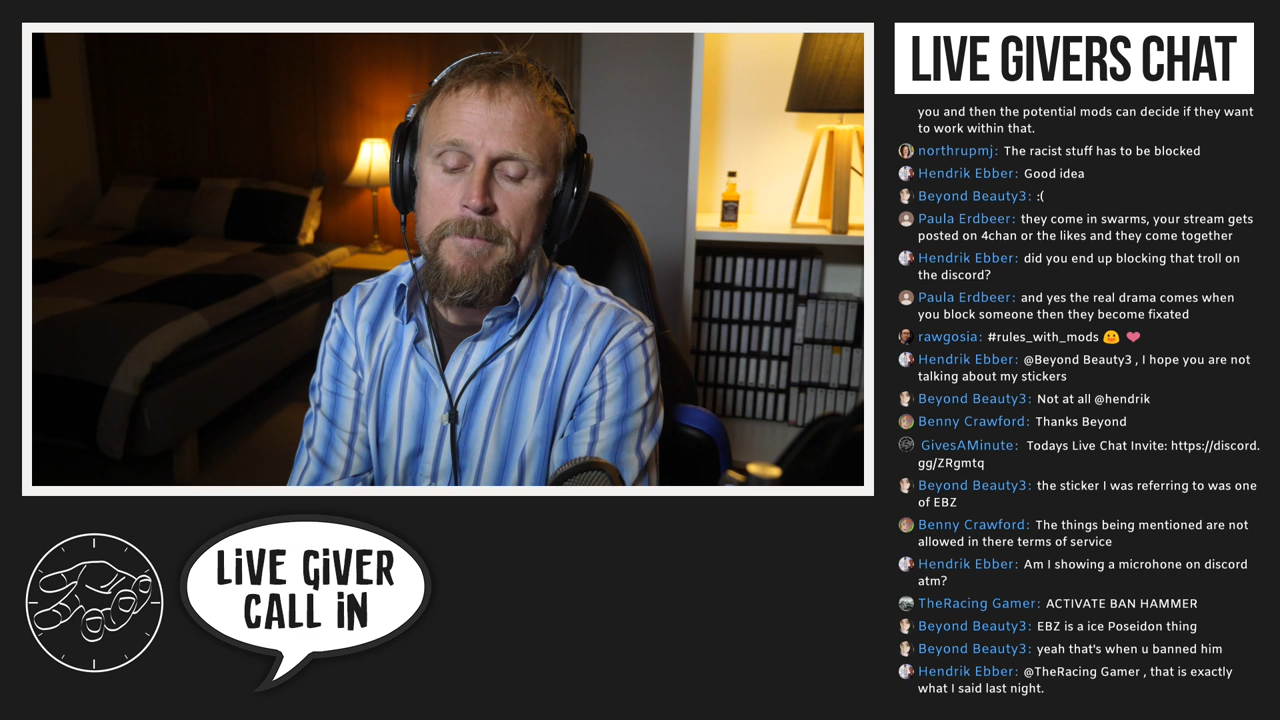 LIVE GIVERS CHAT
you and then the potential mods can decide if they want
to work within that.
northrupmj: The racist stuff has to be blocked
Hendrik Ebber: Good idea
Beyond Beauty3: :(
Paula Erdbeer: they come in swarms, your stream gets
posted on 4chan or the likes and they come together
Hendrik Ebber: did you end up blocking that troll on
the discord?
Paula Erdbeer: and yes the real drama comes when
you block someone then they become fixated
rawgosia: #rules_with_mods
Hendrik Ebber: @Beyond Beauty3 , I hope you are not
talking about my stickers
Beyond Beauty3: Not at all @hendrik
Benny Crawford: Thanks Beyond
GivesAMinute: Todays Live Chat Invite: https://discord.
gg/ZRgmtq
Beyond Beauty3: the sticker I was referring to was one
of EBZ
Benny Crawford: The things being mentioned are not
allowed in there terms of service
Hendrik Ebber: Am I showing a microhone on discord
atm?
TheRacing Gamer: ACTIVATE BAN HAMMER
Beyond Beauty3: EBZ is a ice Poseidon thing
Beyond Beauty3: yeah that's when u banned him
Hendrik Ebber: @TheRacing Gamer , that is exactly
what I said last night.
LiVE GiVER
CALL iN